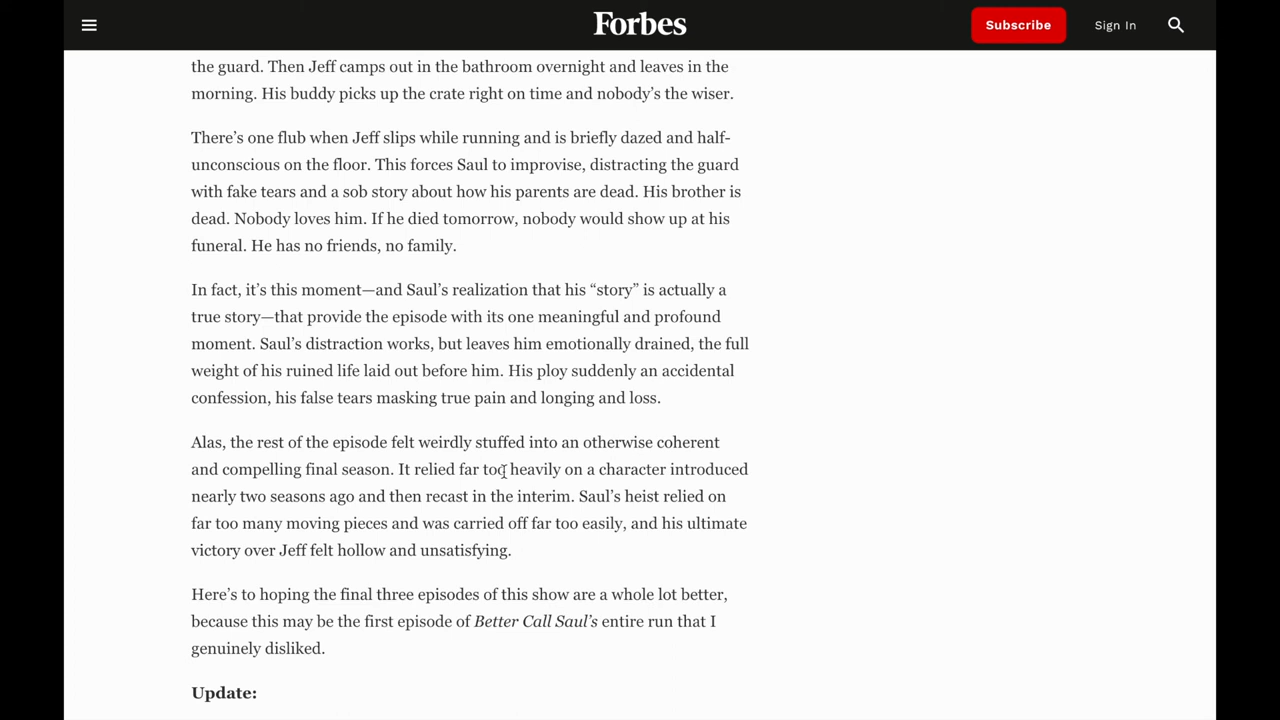 Forbes
Subscribe
Sign In
the guard. Then Jeff camps out in the bathroom overnight and leaves in the
morning. His buddy picks up the crate right on time and nobody’s the wiser.
There’s one flub when Jeff slips while running and is briefly dazed and half-
unconscious on the floor. This forces Saul to improvise, distracting the guard
with fake tears and a sob story about how his parents are dead. His brother is
dead. Nobody loves him. If he died tomorrow, nobody would show up at his
funeral. He has no friends, no family.
In fact, it’s this moment—and Saul’s realization that his “story” is actually a
true story—that provide the episode with its one meaningful and profound
moment. Saul’s distraction works, but leaves him emotionally drained, the full
weight of his ruined life laid out before him. His ploy suddenly an accidental
confession, his false tears masking true pain and longing and loss.
Alas, the rest of the episode felt weirdly stuffed into an otherwise coherent
and compelling final season. It relied far too heavily on a character introduced
nearly two seasons ago and then recast in the interim. Saul’s heist relied on
far too many moving pieces and was carried off far too easily, and his ultimate
victory over Jeff felt hollow and unsatisfying.
Here’s to hoping the final three episodes of this show are a whole lot better,
because this may be the first episode of Better Call Saul’s entire run that I
genuinely disliked.
Update: